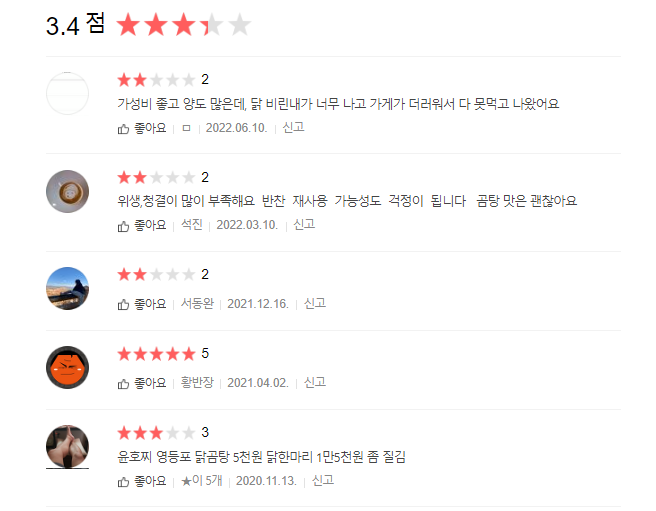 3.4 점
2
가성비 좋고 양도 많은데, 닭 비린내가 너무 나고 가게가 더러워서 다 못먹고 나왔어요
좋아요 ㅁ 2022.06.10. 신고
2
위생,청결이 많이 부족해요 반찬 재사용 가능성도 걱정이 됩니다 곰탕 맛은 괜찮아요
좋아요 석진 2022.03.10. 신고
2
좋아요 서동완 2021.12.16. 신고
5
좋아요 황반장 2021.04.02. 신고
3
윤호찌 영등포 닭곰탕 5천원 닭한마리 1만5천원 좀 질김
좋아요 ★이 5개 2020.11.13. 신고